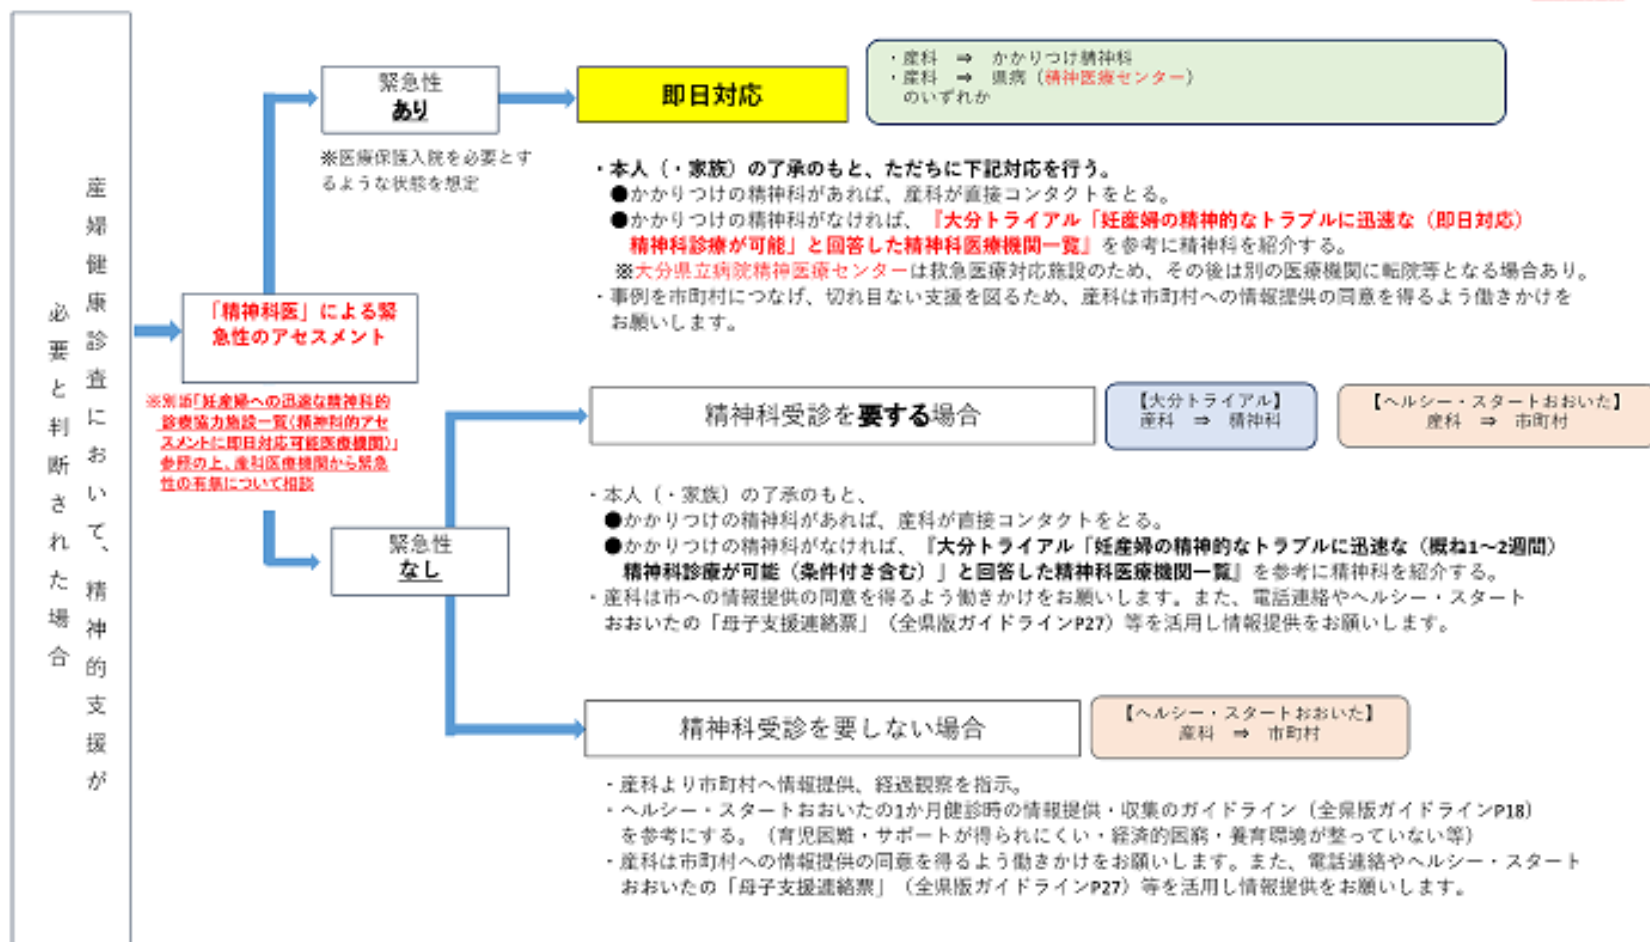 産婦健康診査において、精神的支援が
必要と判断された場合
「精神科医」による緊
急性のアセスメント
※別添「妊産婦への迅速な精神科的
診療協力施設一覧(精神科的アセ
スメントに即日対応可能医療機関)」
参照の上、産科医療機関から緊急
性の有無について相談
緊急性
あり
※医療保護入院を必要とす
るような状態を想定
即日対応
・産科 ⇒ かかりつけ精神科
・産科 ⇒ 県病（精神医療センター）
のいずれか
・本人（・家族）の了承のもと、ただちに下記対応を行う。
●かかりつけの精神科があれば、産科が直接コンタクトをとる。
●かかりつけの精神科がなければ、『大分トライアル「妊産婦の精神的なトラブルに迅速な（即日対応）
精神科診療が可能」と回答した精神科医療機関一覧』を参考に精神科を紹介する。
※大分県立病院精神医療センターは救急医療対応施設のため、その後は別の医療機関に転院等となる場合あり。
・事例を市町村につなげ、切れ目ない支援を図るため、産科は市町村への情報提供の同意を得るよう働きかけを
お願いします。
緊急性
なし
精神科受診を要する場合
【大分トライアル】
産科 ⇒ 精神科
【ヘルシー・スタートおおいた】
産科 ⇒ 市町村
・本人（・家族）の了承のもと、
●かかりつけの精神科があれば、産科が直接コンタクトをとる。
●かかりつけの精神科がなければ、『大分トライアル「妊産婦の精神的なトラブルに迅速な（概ね1～2週間）
精神科診療が可能（条件付き含む）」と回答した精神科医療機関一覧』を参考に精神科を紹介する。
・産科は市への情報提供の同意を得るよう働きかけをお願いします。また、電話連絡やヘルシー・スタート
おおいたの「母子支援連絡票」（全県版ガイドラインP27）等を活用し情報提供をお願いします。
精神科受診を要しない場合
【ヘルシー・スタートおおいた】
産科 ⇒ 市町村
・産科より市町村へ情報提供、経過観察を指示。
・ヘルシー・スタートおおいたの1か月健診時の情報提供・収集のガイドライン（全県版ガイドラインP18）
を参考にする。（育児困難・サポートが得られにくい・経済的困窮・養育環境が整っていない等）
・産科は市町村への情報提供の同意を得るよう働きかけをお願いします。また、電話連絡やヘルシー・スタート
おおいたの「母子支援連絡票」（全県版ガイドラインP27）等を活用し情報提供をお願いします。